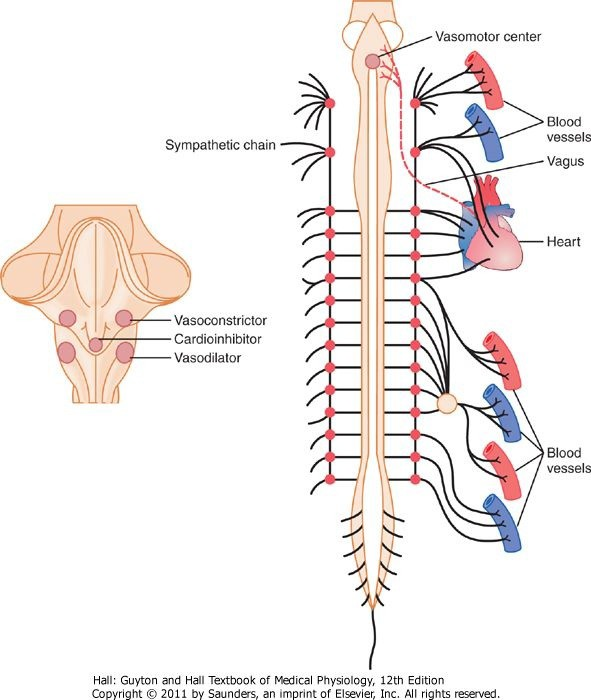 Vasomotor center
Blood
vessels
Sympathetic chain
Vagus
Heart
Vasoconstrictor
Cardioinhibitor
Vasodilator
Blood
vessels
Hall: Guyton and Hall Textbook of Medical Physiology, 12th Edition
Copyright © 2011 by Saunders, an imprint of Elsevier, Inc. All rights reserved.